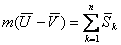 m(U̅ − V̅) = ∑_{k=1}^{n} S̅_k